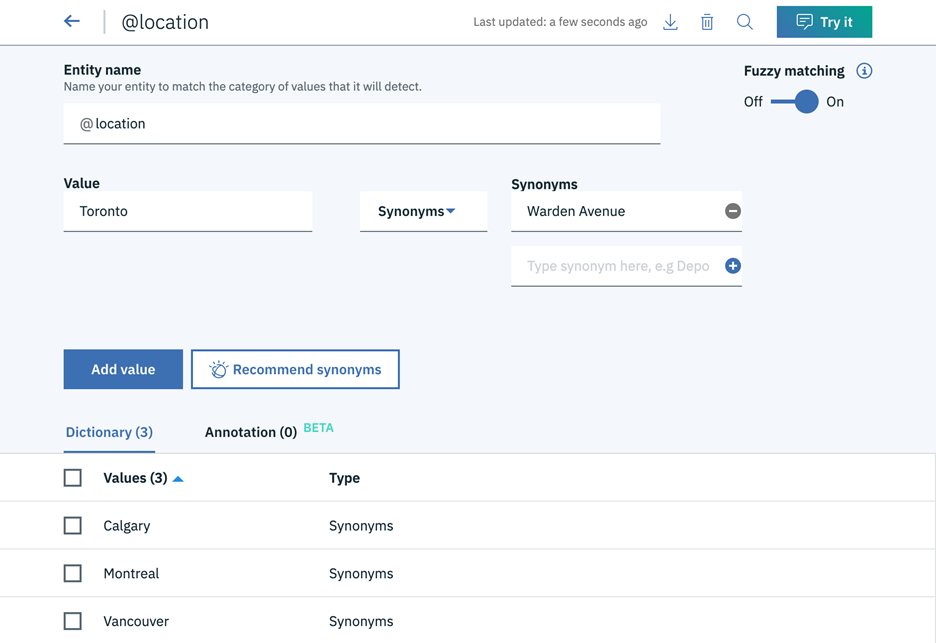 @location
Last updated: a few seconds ago
Try it
Entity name
Name your entity to match the category of values that it will detect.
@location
Fuzzy matching
Off On
Value
Toronto
Synonyms
Synonyms
Warden Avenue
Type synonym here, e.g Depo
Add value
Recommend synonyms
Dictionary (3)
Annotation (0) BETA
Values (3) Type
Calgary Synonyms
Montreal Synonyms
Vancouver Synonyms